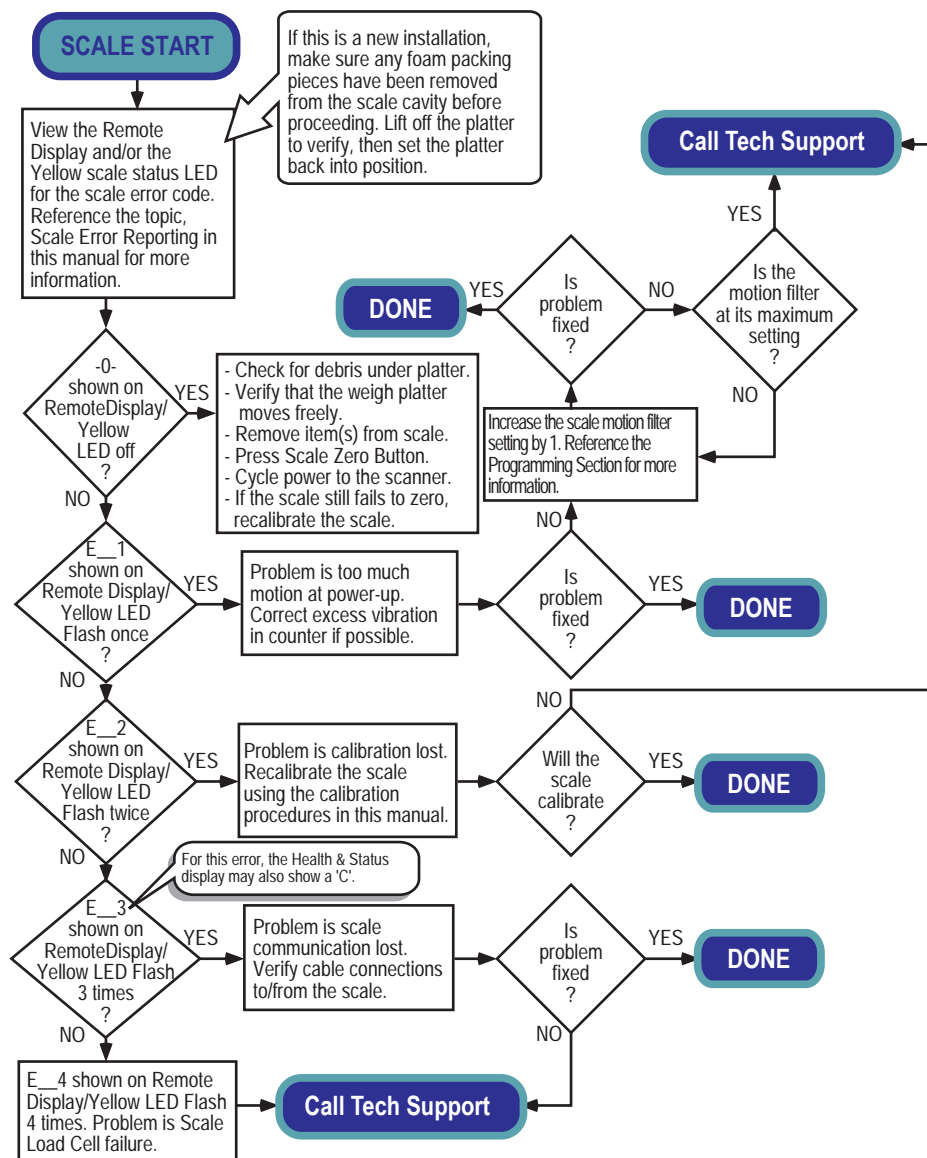 SCALE START
If this is a new installation,
make sure any foam packing
pieces have been removed
from the scale cavity before
proceeding. Lift off the platter
to verify, then set the platter
back into position.
View the Remote
Display and/or the
Yellow scale status LED
for the scale error code.
Reference the topic,
Scale Error Reporting in
this manual for more
information.
Call Tech Support
YES
Is the
motion filter
at its maximum
setting
?
NO
NO
Is
problem
fixed
?
YES
DONE
-0-
shown on
RemoteDisplay/
Yellow
LED off
?
YES
- Check for debris under platter.
- Verify that the weigh platter
moves freely.
- Remove item(s) from scale.
- Press Scale Zero Button.
- Cycle power to the scanner.
- If the scale still fails to zero,
recalibrate the scale.
Increase the scale motion filter
setting by 1. Reference the
Programming Section for more
information.
NO
NO
E__1
shown on
Remote Display/
Yellow LED
Flash once
?
YES
Problem is too much
motion at power-up.
Correct excess vibration
in counter if possible.
Is
problem
fixed
?
YES
DONE
NO
E__2
shown on
Remote Display/
Yellow LED
Flash twice
?
YES
Problem is calibration lost.
Recalibrate the scale
using the calibration
procedures in this manual.
NO
Will the
scale
calibrate
?
YES
DONE
NO
For this error, the Health & Status
display may also show a 'C'.
E__3
shown on
RemoteDisplay/
Yellow LED Flash
3 times
?
YES
Problem is scale
communication lost.
Verify cable connections
to/from the scale.
Is
problem
fixed
?
YES
DONE
NO
NO
E__4 shown on Remote
Display/Yellow LED Flash
4 times. Problem is Scale
Load Cell failure.
Call Tech Support